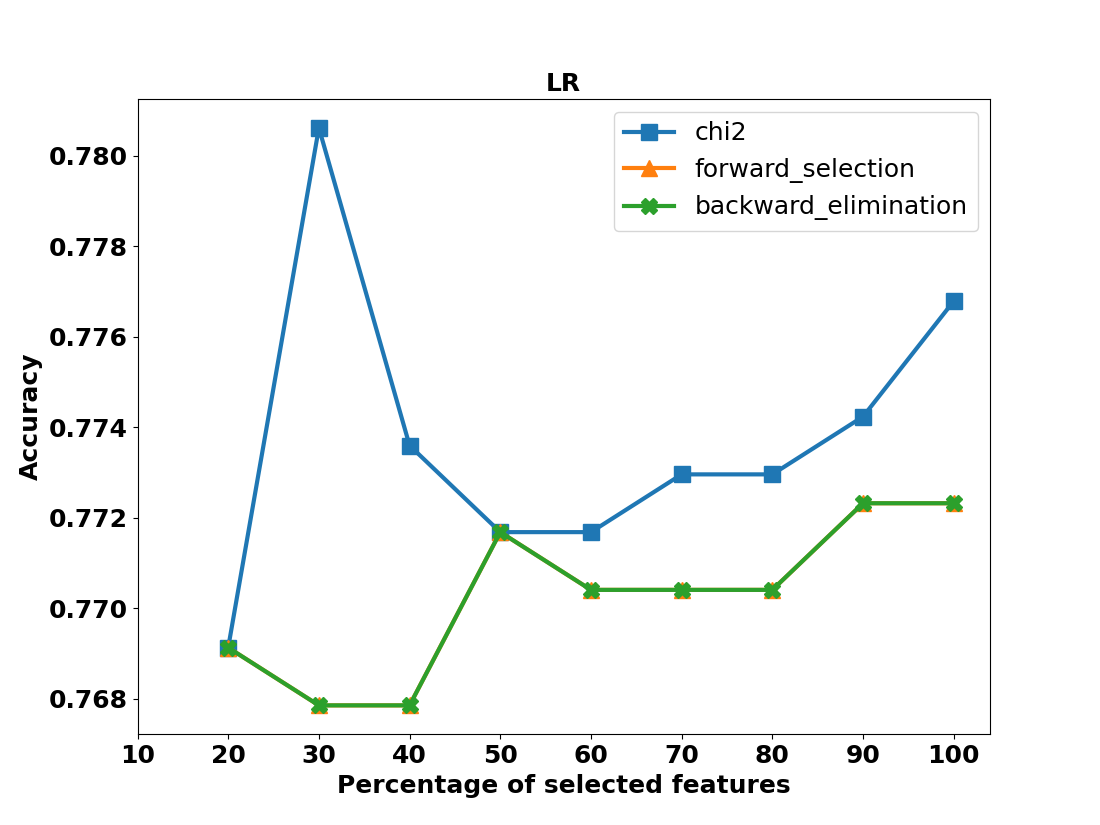 LR
chi2
forward_selection
backward_elimination
Accuracy
0.780
0.778
0.776
0.774
0.772
0.770
0.768
10 20 30 40 50 60 70 80 90 100
Percentage of selected features